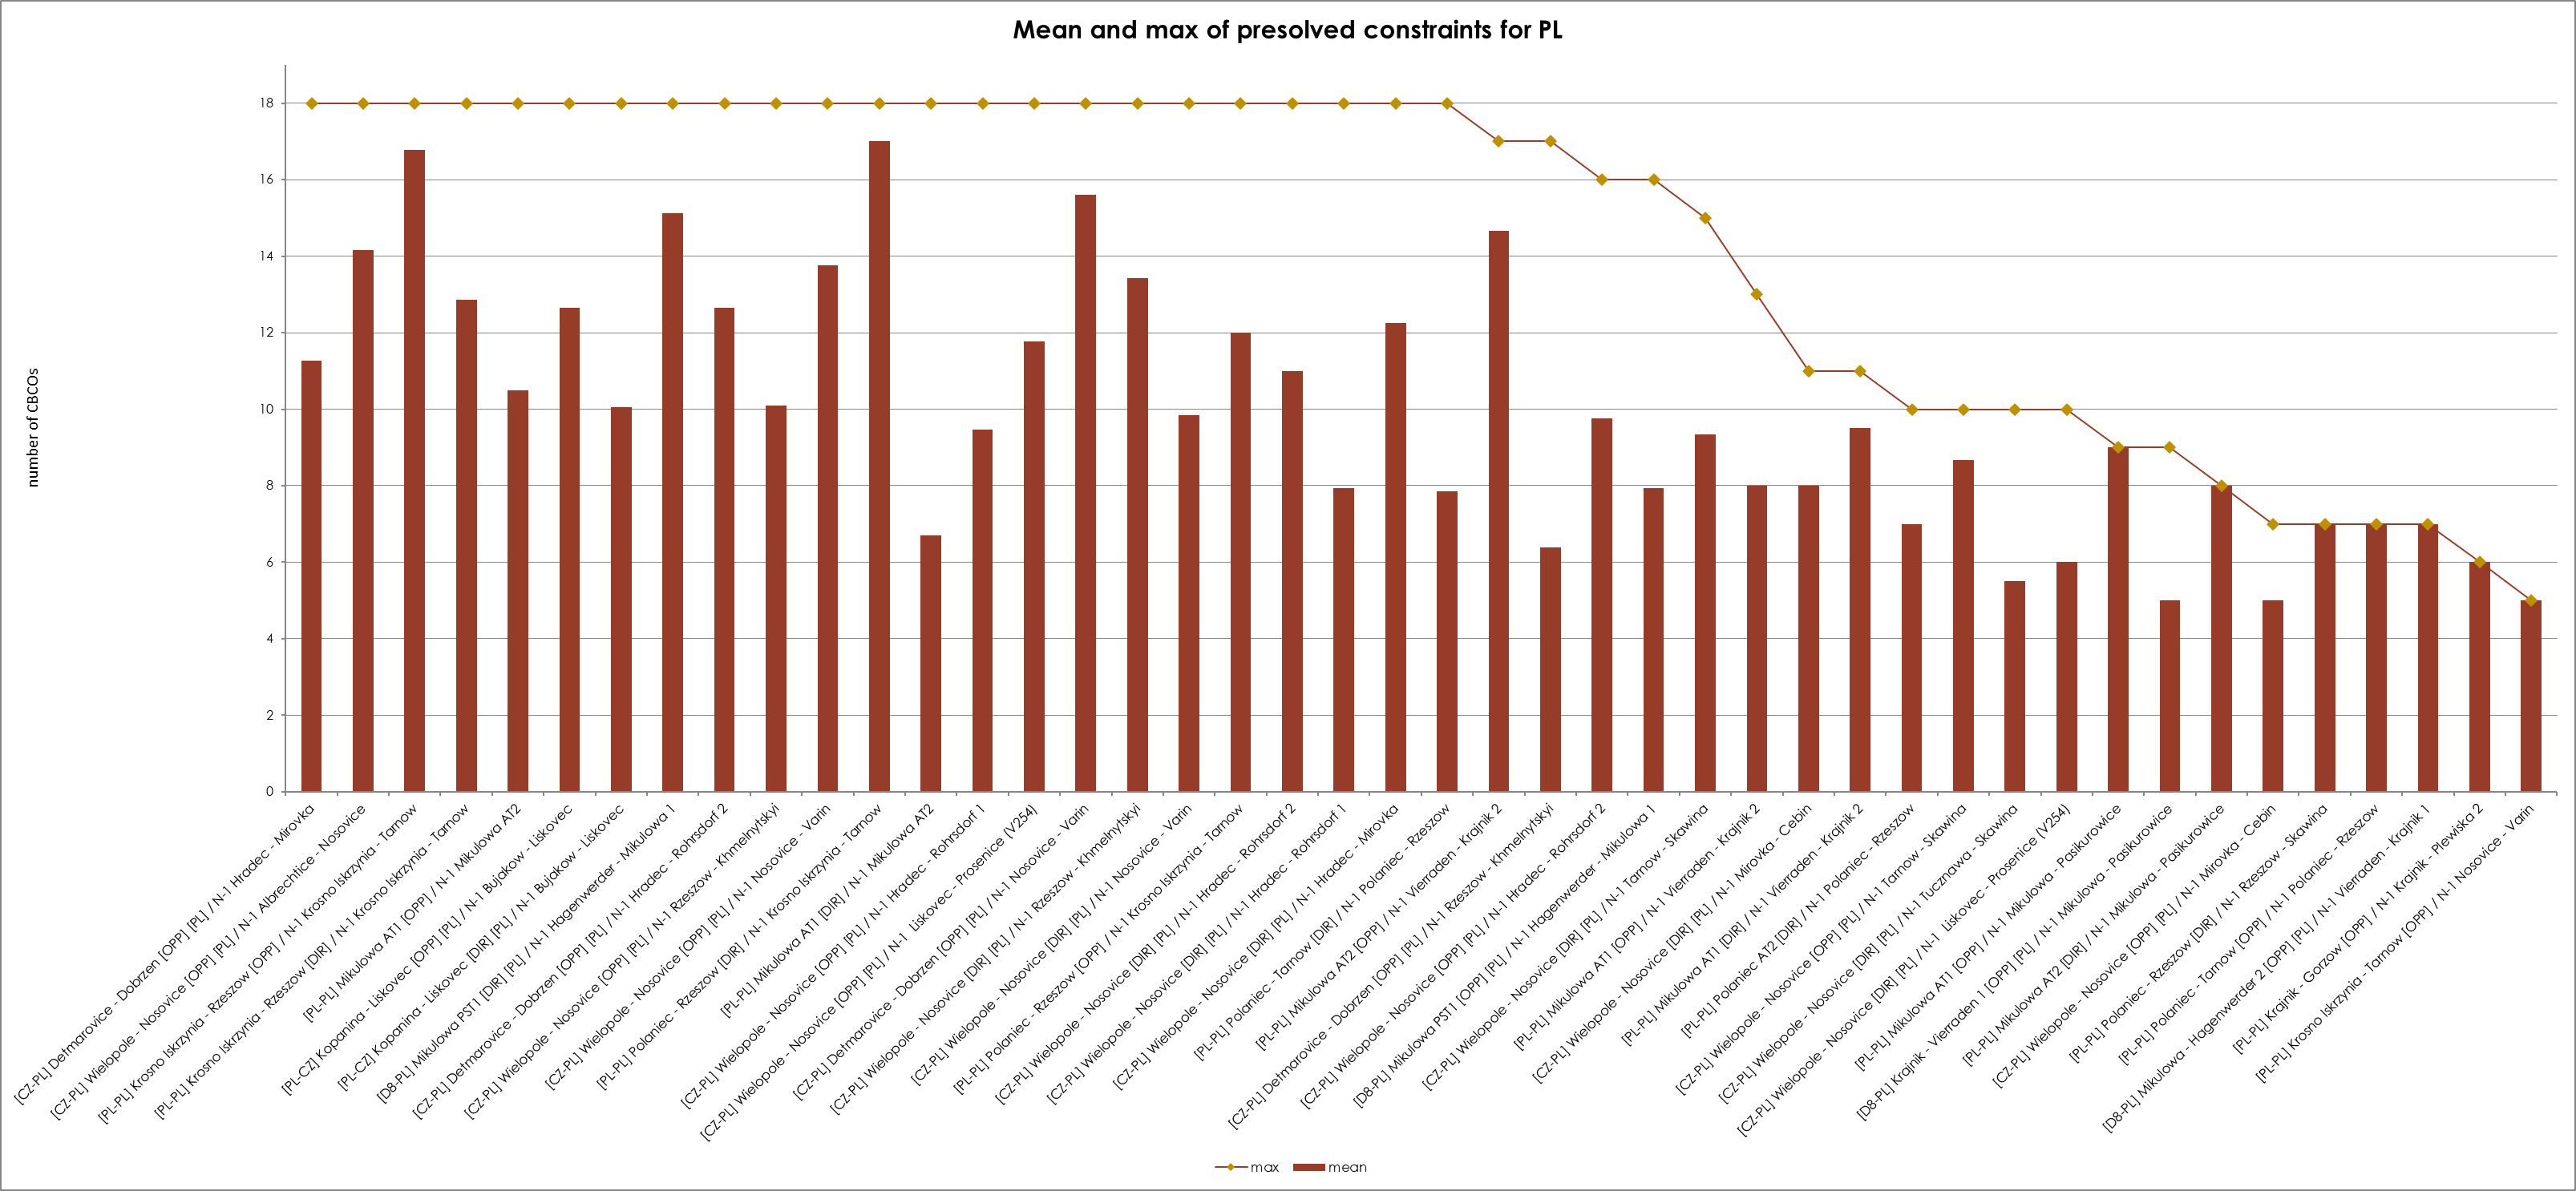 Mean and max of presolved constraints for PL
number of CBCOs
18
16
14
12
10
8
6
4
2
0
[CZ-PL] Detmarovice - Dobrzen [OPP] [PL] / N-1 Hradec - Mirovka
[CZ-PL] Wielopole - Nosovice [OPP] [PL] / N-1 Albrechtice - Nosovice
[PL-PL] Krosno Iskrzynia - Rzeszow [OPP] / N-1 Krosno Iskrzynia - Tarnow
[PL-PL] Krosno Iskrzynia - Rzeszow [DIR] / N-1 Krosno Iskrzynia - Tarnow
[PL-PL] Mikulowa AT1 [OPP] / N-1 Mikulowa AT2
[PL-CZ] Kopanina - Liskovec [OPP] [PL] / N-1 Bujakow - Liskovec
[PL-CZ] Kopanina - Liskovec [DIR] [PL] / N-1 Bujakow - Liskovec
[D8-PL] Mikulowa PST1 [DIR] [PL] / N-1 Hagenwerder - Mikulowa 1
[CZ-PL] Detmarovice - Dobrzen [OPP] [PL] / N-1 Hradec - Rohrsdorf 2
[CZ-PL] Wielopole - Nosovice [OPP] [PL] / N-1 Rzeszow - Khmelnytskyi
[CZ-PL] Wielopole - Nosovice [OPP] [PL] / N-1 Nosovice - Varin
[PL-PL] Polaniec - Rzeszow [DIR] / N-1 Krosno Iskrzynia - Tarnow
[PL-PL] Mikulowa AT1 [DIR] / N-1 Mikulowa AT2
[CZ-PL] Wielopole - Nosovice [OPP] [PL] / N-1 Hradec - Rohrsdorf 1
[CZ-PL] Wielopole - Nosovice [OPP] [PL] / N-1  Liskovec - Prosenice (V254)
[CZ-PL] Detmarovice - Dobrzen [OPP] [PL] / N-1 Nosovice - Varin
[CZ-PL] Wielopole - Nosovice [DIR] [PL] / N-1 Rzeszow - Khmelnytskyi
[CZ-PL] Wielopole - Nosovice [DIR] [PL] / N-1 Nosovice - Varin
[PL-PL] Polaniec - Rzeszow [OPP] / N-1 Krosno Iskrzynia - Tarnow
[CZ-PL] Wielopole - Nosovice [DIR] [PL] / N-1 Hradec - Rohrsdorf 2
[CZ-PL] Wielopole - Nosovice [DIR] [PL] / N-1 Hradec - Rohrsdorf 1
[CZ-PL] Wielopole - Nosovice [DIR] [PL] / N-1 Hradec - Mirovka
[PL-PL] Polaniec - Tarnow [DIR] / N-1 Polaniec - Rzeszow
[PL-PL] Mikulowa AT2 [OPP] / N-1 Vierraden - Krajnik 2
[CZ-PL] Detmarovice - Dobrzen [OPP] [PL] / N-1 Rzeszow - Khmelnytskyi
[CZ-PL] Wielopole - Nosovice [OPP] [PL] / N-1 Hradec - Rohrsdorf 2
[D8-PL] Mikulowa PST1 [OPP] [PL] / N-1 Hagenwerder - Mikulowa 1
[CZ-PL] Wielopole - Nosovice [DIR] [PL] / N-1 Tarnow - Skawina
[PL-PL] Mikulowa AT1 [OPP] / N-1 Vierraden - Krajnik 2
[CZ-PL] Wielopole - Nosovice [DIR] [PL] / N-1 Mirovka - Cebin
[PL-PL] Mikulowa AT1 [DIR] / N-1 Vierraden - Krajnik 2
[PL-PL] Polaniec AT2 [DIR] / N-1 Polaniec - Rzeszow
[CZ-PL] Wielopole - Nosovice [OPP] [PL] / N-1 Tarnow - Skawina
[CZ-PL] Wielopole - Nosovice [DIR] [PL] / N-1 Tucznawa - Skawina
[CZ-PL] Wielopole - Nosovice [DIR] [PL] / N-1  Liskovec - Prosenice (V254)
[PL-PL] Mikulowa AT1 [OPP] / N-1 Mikulowa - Pasikurowice
[D8-PL] Krajnik - Vierraden 1 [OPP] [PL] / N-1 Mikulowa - Pasikurowice
[PL-PL] Mikulowa AT2 [DIR] / N-1 Mikulowa - Pasikurowice
[CZ-PL] Wielopole - Nosovice [OPP] [PL] / N-1 Mirovka - Cebin
[PL-PL] Polaniec - Rzeszow [DIR] / N-1 Rzeszow - Skawina
[PL-PL] Polaniec - Tarnow [OPP] / N-1 Polaniec - Rzeszow
[D8-PL] Mikulowa - Hagenwerder 2 [OPP] [PL] / N-1 Vierraden - Krajnik 1
[PL-PL] Krajnik - Gorzow [OPP] / N-1 Krajnik - Plewiska 2
[PL-PL] Krosno Iskrzynia - Tarnow [OPP] / N-1 Nosovice - Varin
max
mean